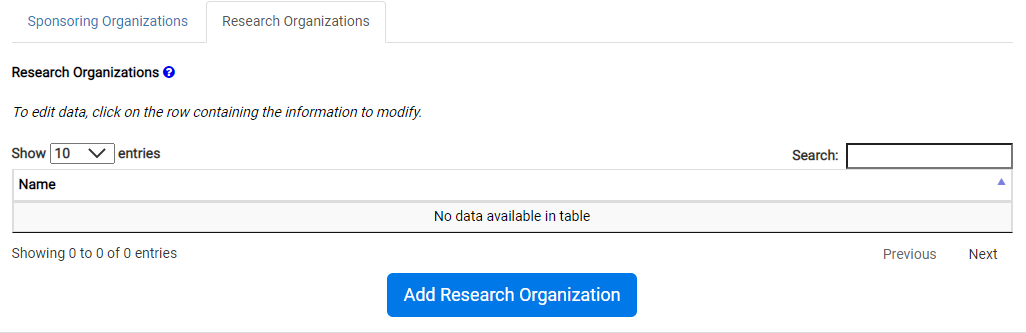 Sponsoring Organizations Research Organizations
Research Organizations ?
To edit data, click on the row containing the information to modify.
Show 10 entries Search:
Name
No data available in table
Showing 0 to 0 of 0 entries Previous Next
Add Research Organization